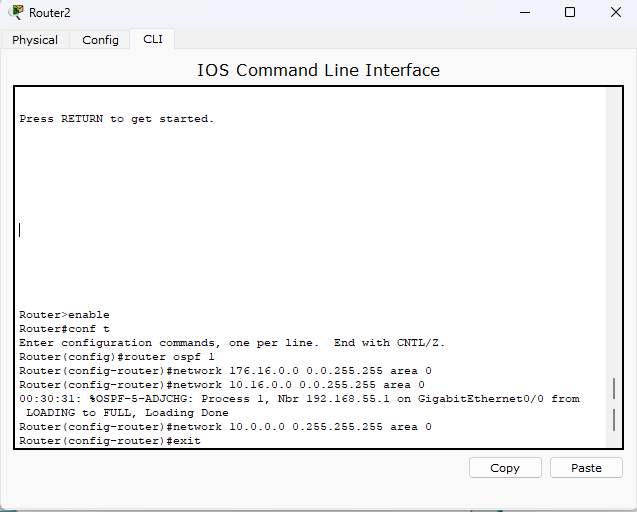 Router2
Physical Config CLI
IOS Command Line Interface
Press RETURN to get started.
Router>enable
Router#conf t
Enter configuration commands, one per line.  End with CNTL/Z.
Router(config)#router ospf 1
Router(config-router)#network 176.16.0.0 0.0.255.255 area 0
Router(config-router)#network 10.16.0.0 0.0.255.255 area 0
00:30:31: %OSPF-5-ADJCHG: Process 1, Nbr 192.168.55.1 on GigabitEthernet0/0 from
 LOADING to FULL, Loading Done
Router(config-router)#network 10.0.0.0 0.255.255.255 area 0
Router(config-router)#exit
Copy Paste